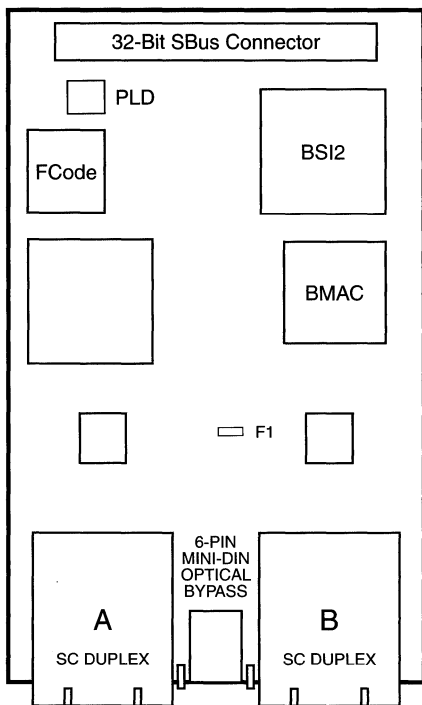 32-Bit SBus Connector
PLD
FCode
BSI2
BMAC
F1
6-PIN
MINI-DIN
OPTICAL
BYPASS
A
SC DUPLEX
B
SC DUPLEX